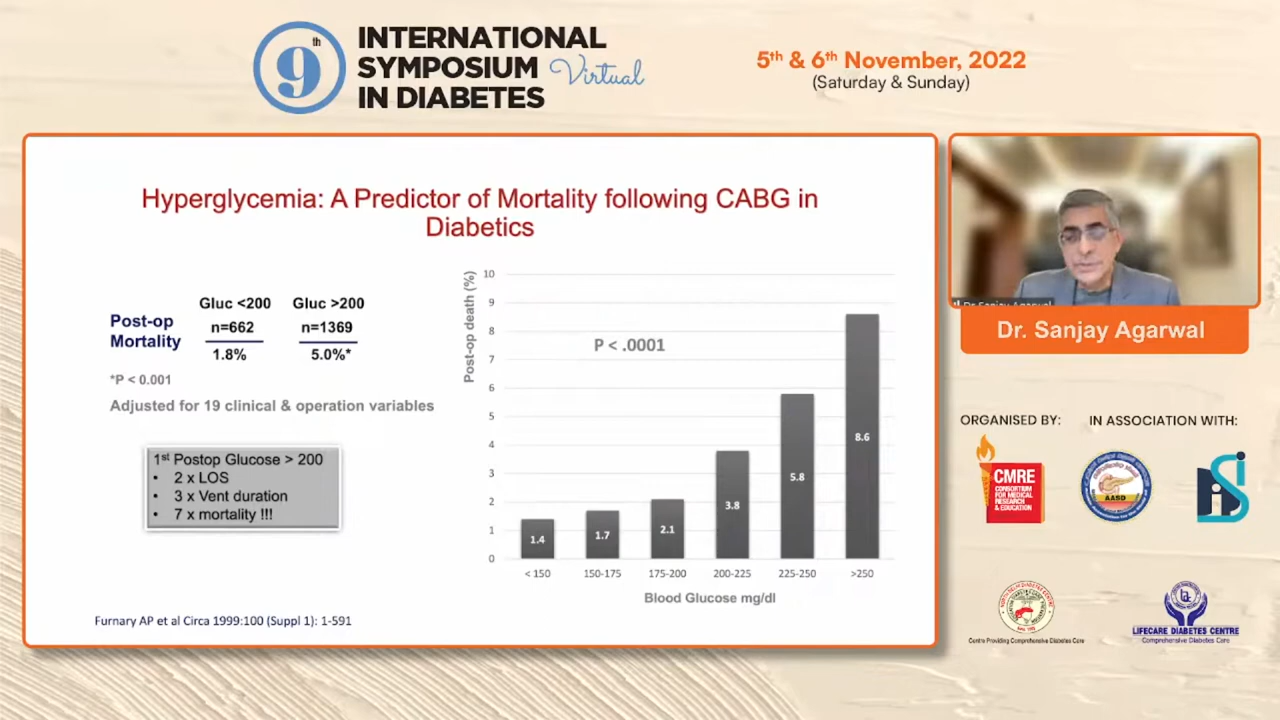 9th
INTERNATIONAL
SYMPOSIUM Virtual
IN DIABETES
5th & 6th November, 2022
(Saturday & Sunday)
Hyperglycemia: A Predictor of Mortality following CABG in
Diabetics
Gluc <200 Gluc >200
Post-op
Mortality
n=662 n=1369
1.8% 5.0%*
*P < 0.001
Adjusted for 19 clinical & operation variables
1st Postop Glucose > 200
• 2 x LOS
• 3 x Vent duration
• 7 x mortality !!!
Furnary AP et al Circa 1999:100 (Suppl 1): 1-591
Post-op death (%)
10
9
8
7
6
5
4
3
2
1
0
P < .0001
1.4
1.7
2.1
3.8
5.8
8.6
< 150 150-175 175-200 200-225 225-250 >250
Blood Glucose mg/dl
Dr. Sanjay Agarwal
Dr. Sanjay Agarwal
ORGANISED BY:
IN ASSOCIATION WITH:
CMRE
CONSORTIUM
FOR MEDICAL
RESEARCH
& EDUCATION
AASD
Centre Providing Comprehensive Diabetes Care
LIFECARE DIABETES CENTRE
Comprehensive Diabetes Care